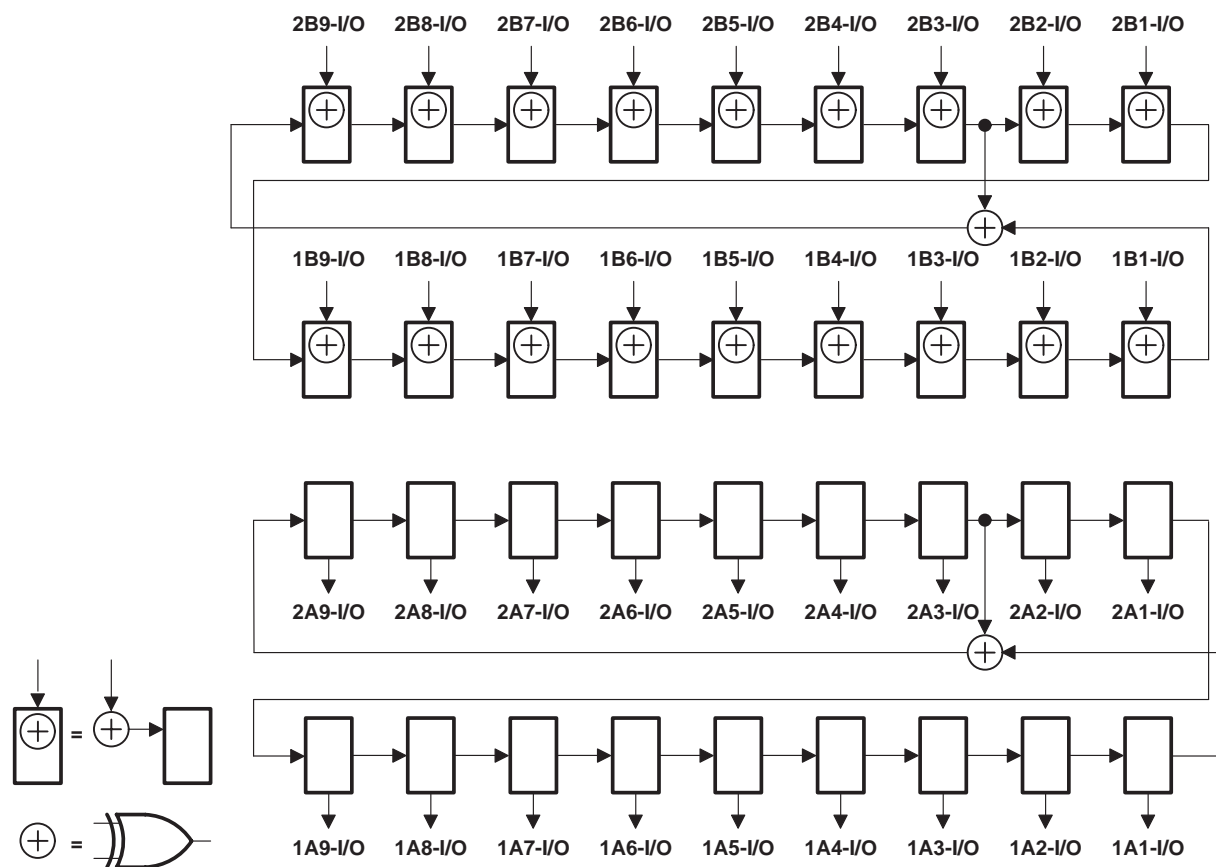 2B9-I/O 2B8-I/O 2B7-I/O 2B6-I/O 2B5-I/O 2B4-I/O 2B3-I/O 2B2-I/O 2B1-I/O
1B9-I/O 1B8-I/O 1B7-I/O 1B6-I/O 1B5-I/O 1B4-I/O 1B3-I/O 1B2-I/O 1B1-I/O
2A9-I/O 2A8-I/O 2A7-I/O 2A6-I/O 2A5-I/O 2A4-I/O 2A3-I/O 2A2-I/O 2A1-I/O
=
=
1A9-I/O 1A8-I/O 1A7-I/O 1A6-I/O 1A5-I/O 1A4-I/O 1A3-I/O 1A2-I/O 1A1-I/O